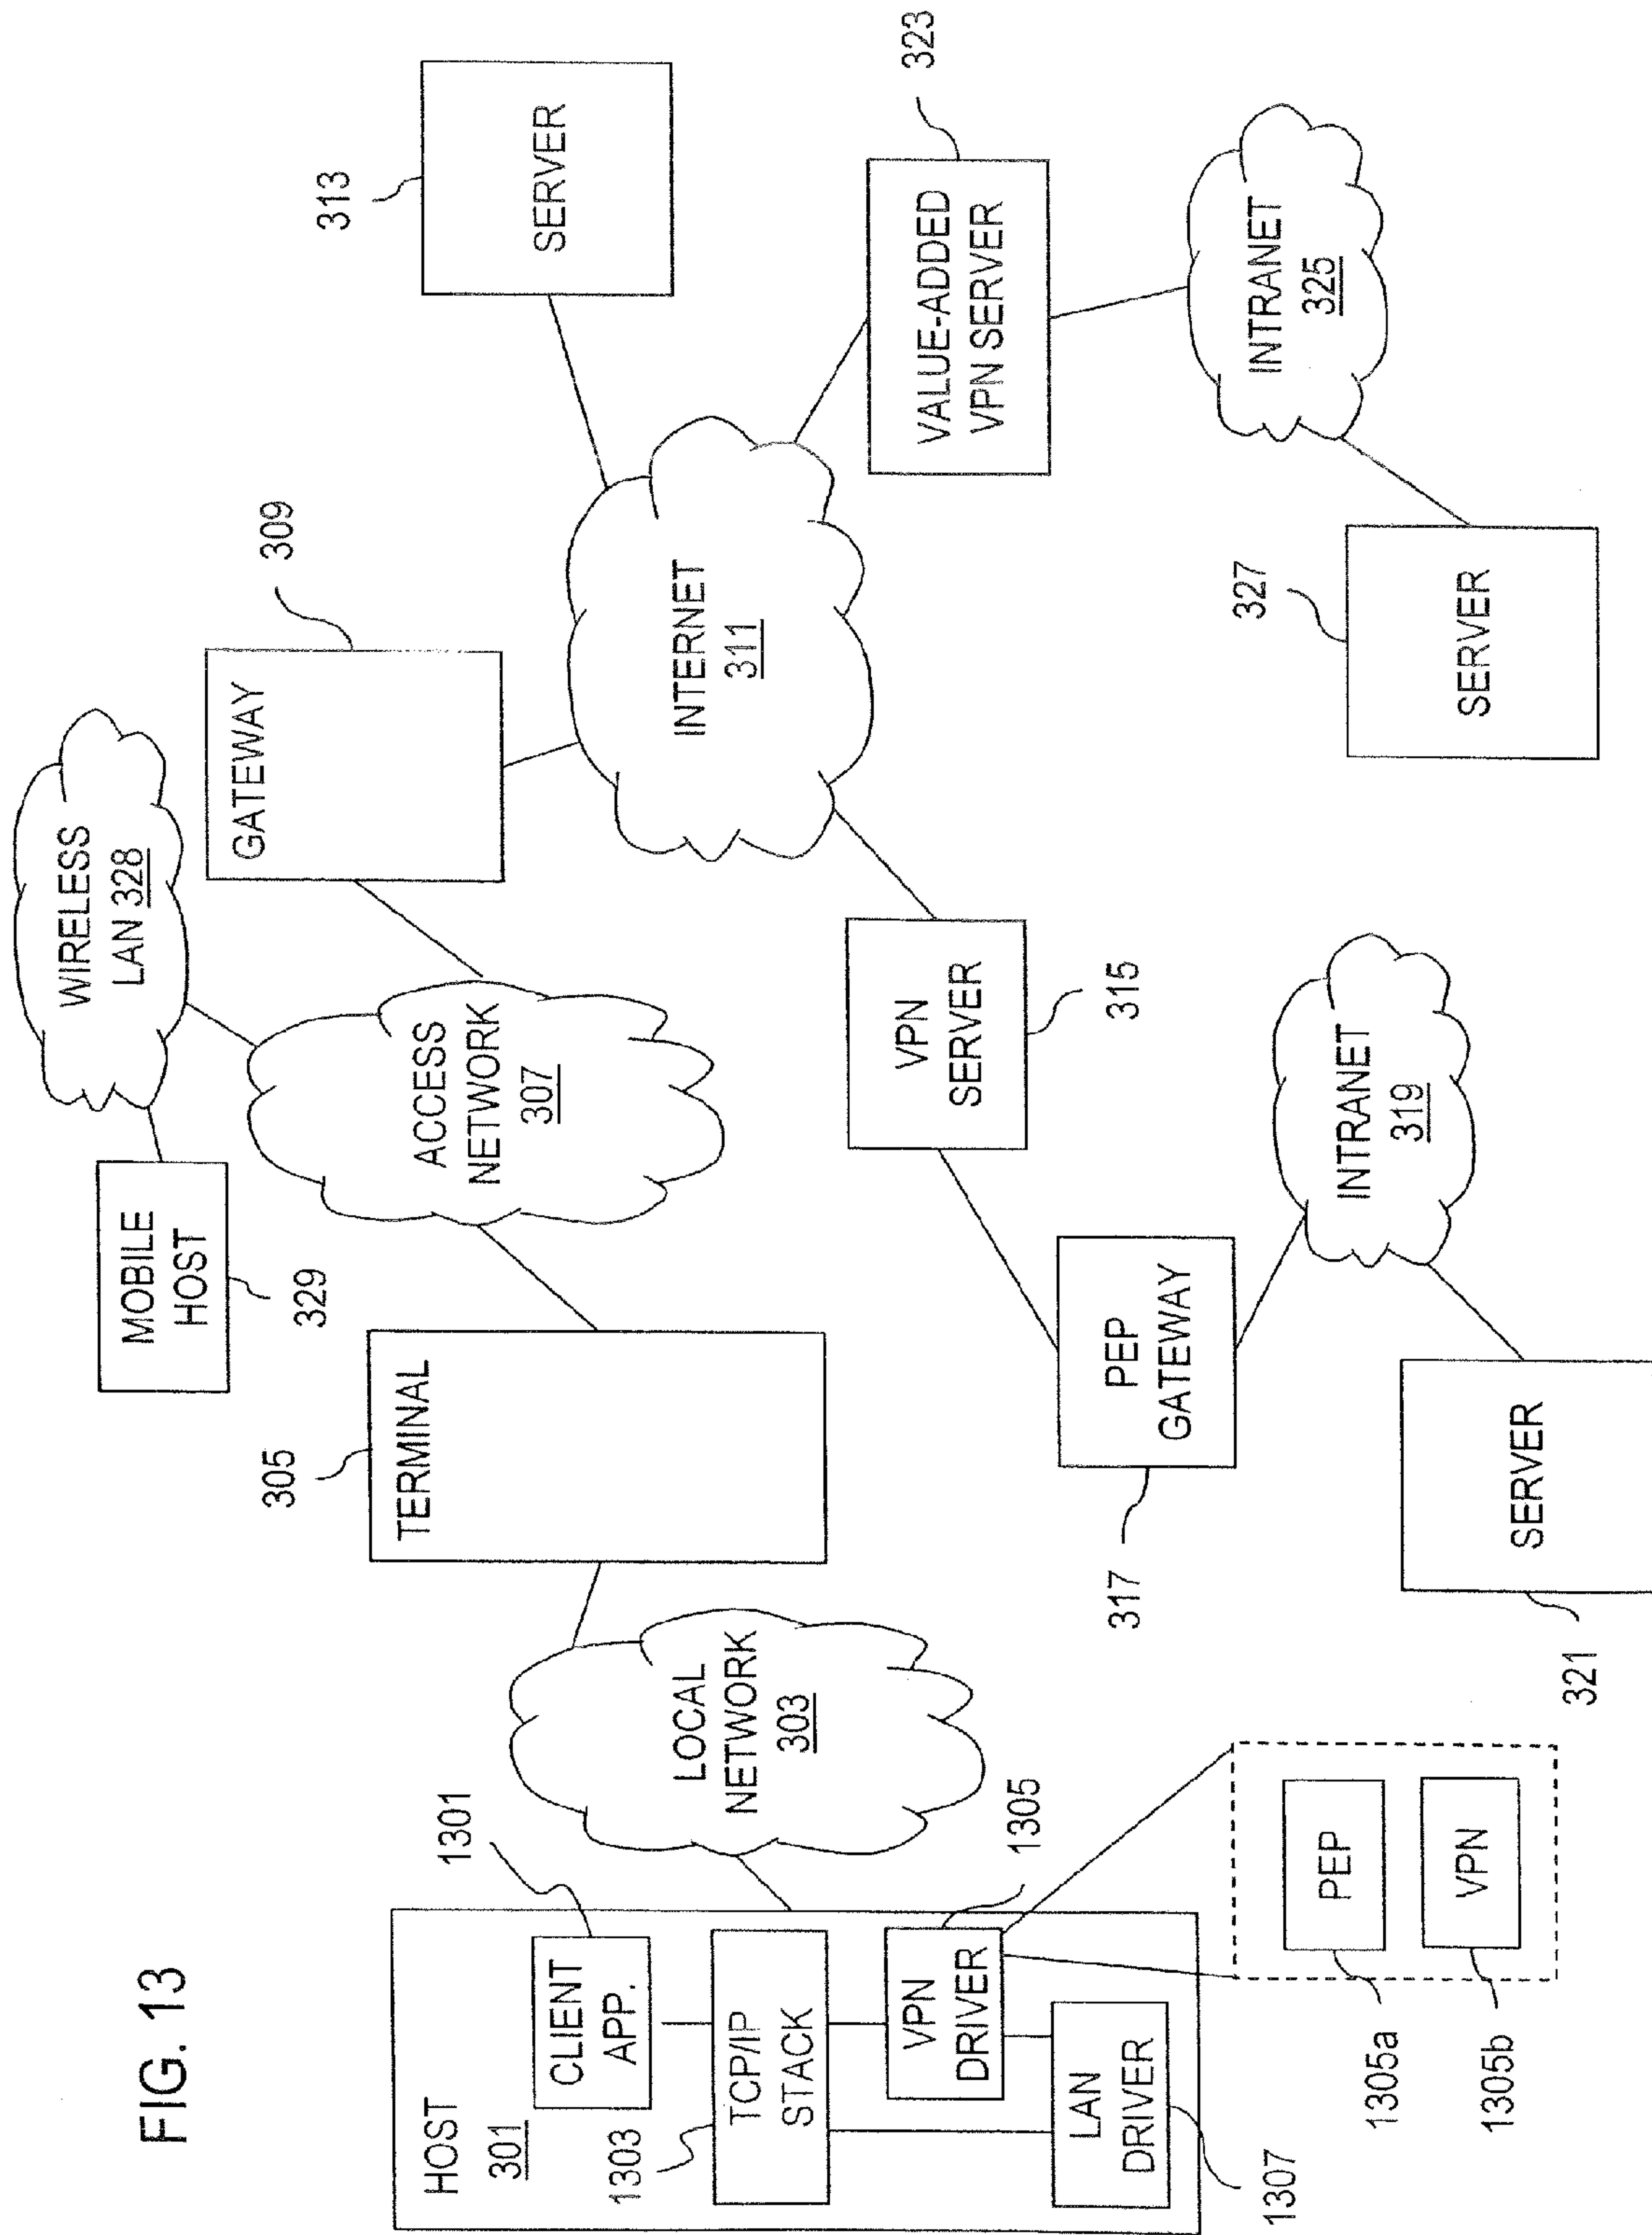 FIG. 13
HOST
301
CLIENT
APP.
1301
1303
TCP/IP
STACK
VPN
DRIVER
1305
LAN
DRIVER
1307
PEP
1305a
VPN
1305b
LOCAL
NETWORK
303
TERMINAL
305
MOBILE
HOST
329
WIRELESS
LAN 328
ACCESS
NETWORK
307
GATEWAY
309
INTERNET
311
SERVER
313
VPN
SERVER
315
PEP
GATEWAY
317
INTRANET
319
SERVER
321
VALUE-ADDED
VPN SERVER
323
INTRANET
325
SERVER
327